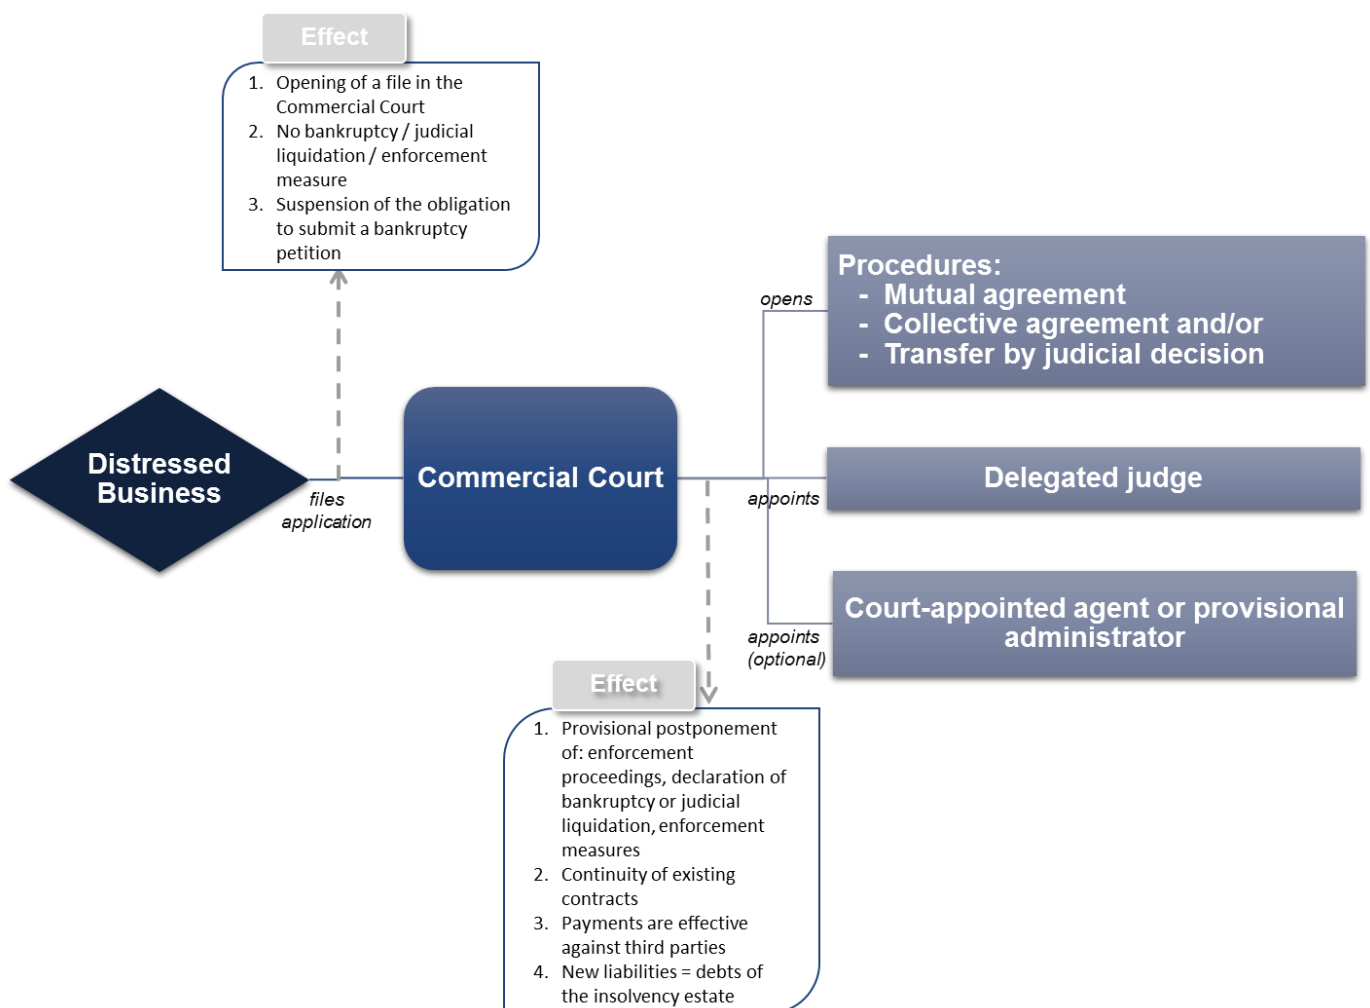 Effect
1. Opening of a file in the
Commercial Court
2. No bankruptcy / judicial
liquidation / enforcement
measure
3. Suspension of the obligation
to submit a bankruptcy
petition
Distressed
Business
files
application
Commercial Court
opens
Procedures:
- Mutual agreement
- Collective agreement and/or
- Transfer by judicial decision
appoints
Delegated judge
appoints
(optional)
Court-appointed agent or provisional
administrator
Effect
1. Provisional postponement
of: enforcement
proceedings, declaration of
bankruptcy or judicial
liquidation, enforcement
measures
2. Continuity of existing
contracts
3. Payments are effective
against third parties
4. New liabilities = debts of
the insolvency estate